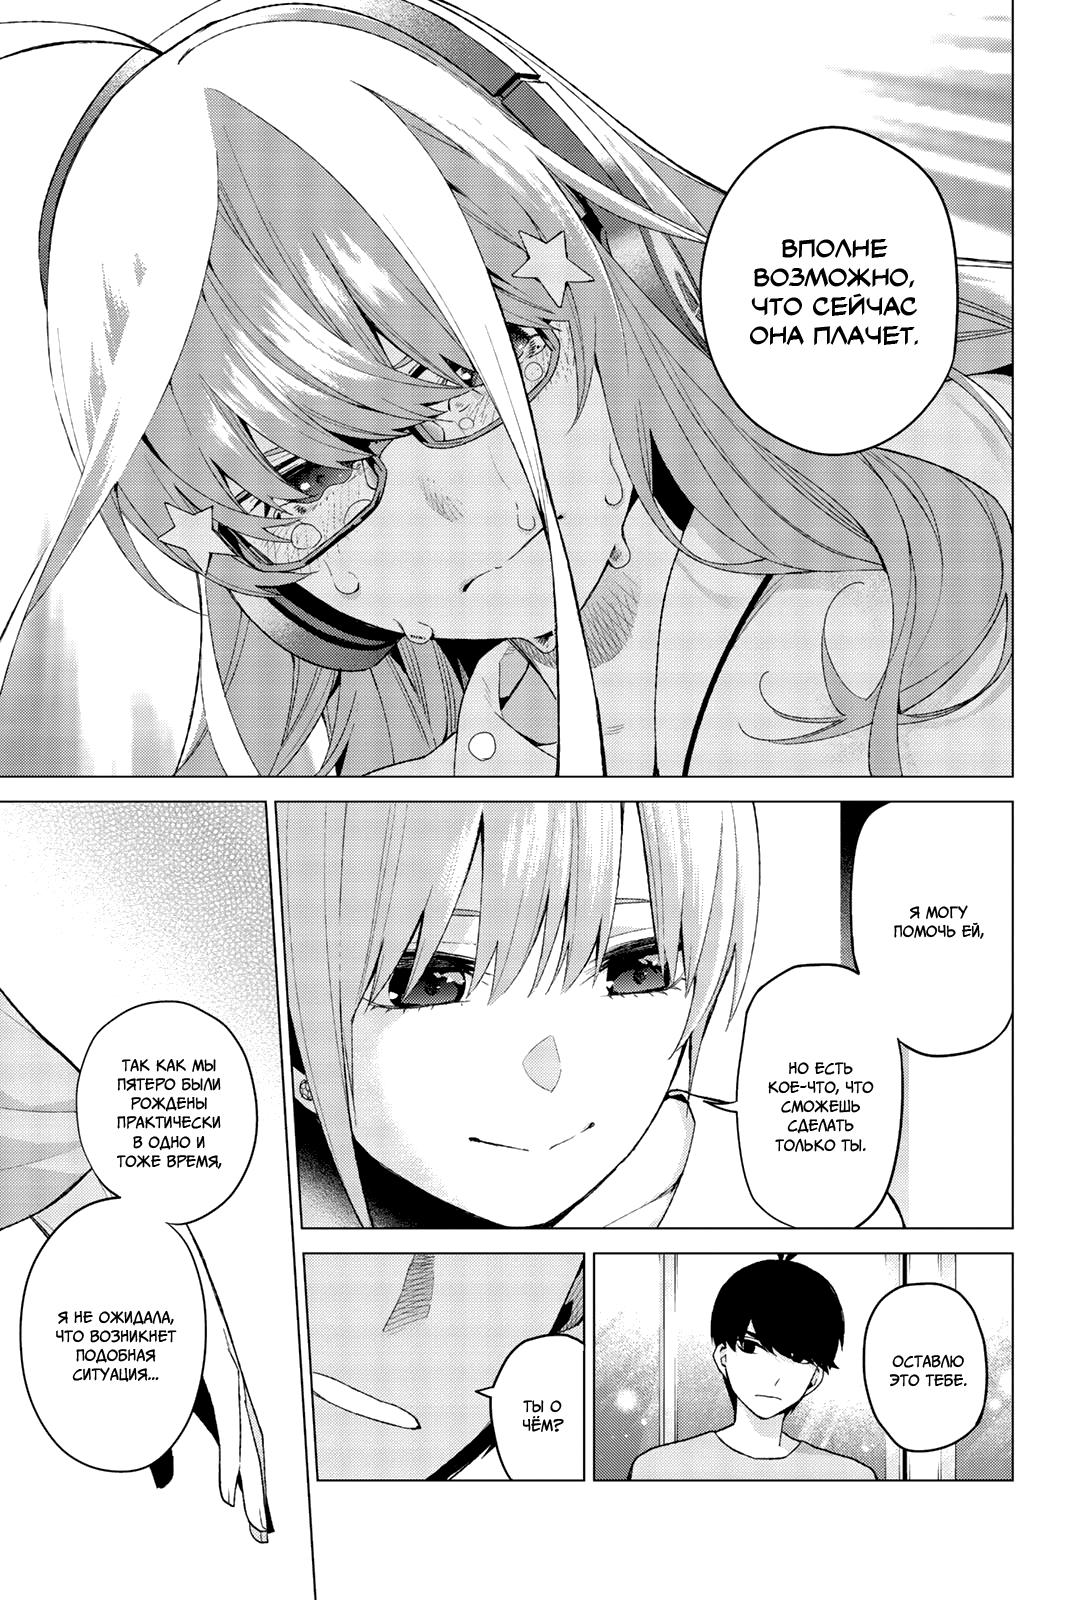 ВПОЛНЕ
ВОЗМОЖНО,
ЧТО СЕЙЧАС
ОНА ПЛАЧЕТ.
Я МОГУ
ПОМОЧЬ ЕЙ,
НО ЕСТЬ
КОЕ-ЧТО, ЧТО
СМОЖЕШЬ
СДЕЛАТЬ
ТОЛЬКО ТЫ.
ОСТАВЛЮ
ЭТО ТЕБЕ.
ТЫ О
ЧЁМ?
ТАК КАК МЫ
ПЯТЕРО БЫЛИ
РОЖДЕНЫ
ПРАКТИЧЕСКИ
В ОДНО И
ТОЖЕ ВРЕМЯ,
Я НЕ ОЖИДАЛА,
ЧТО ВОЗНИКНЕТ
ПОДОБНАЯ
СИТУАЦИЯ...